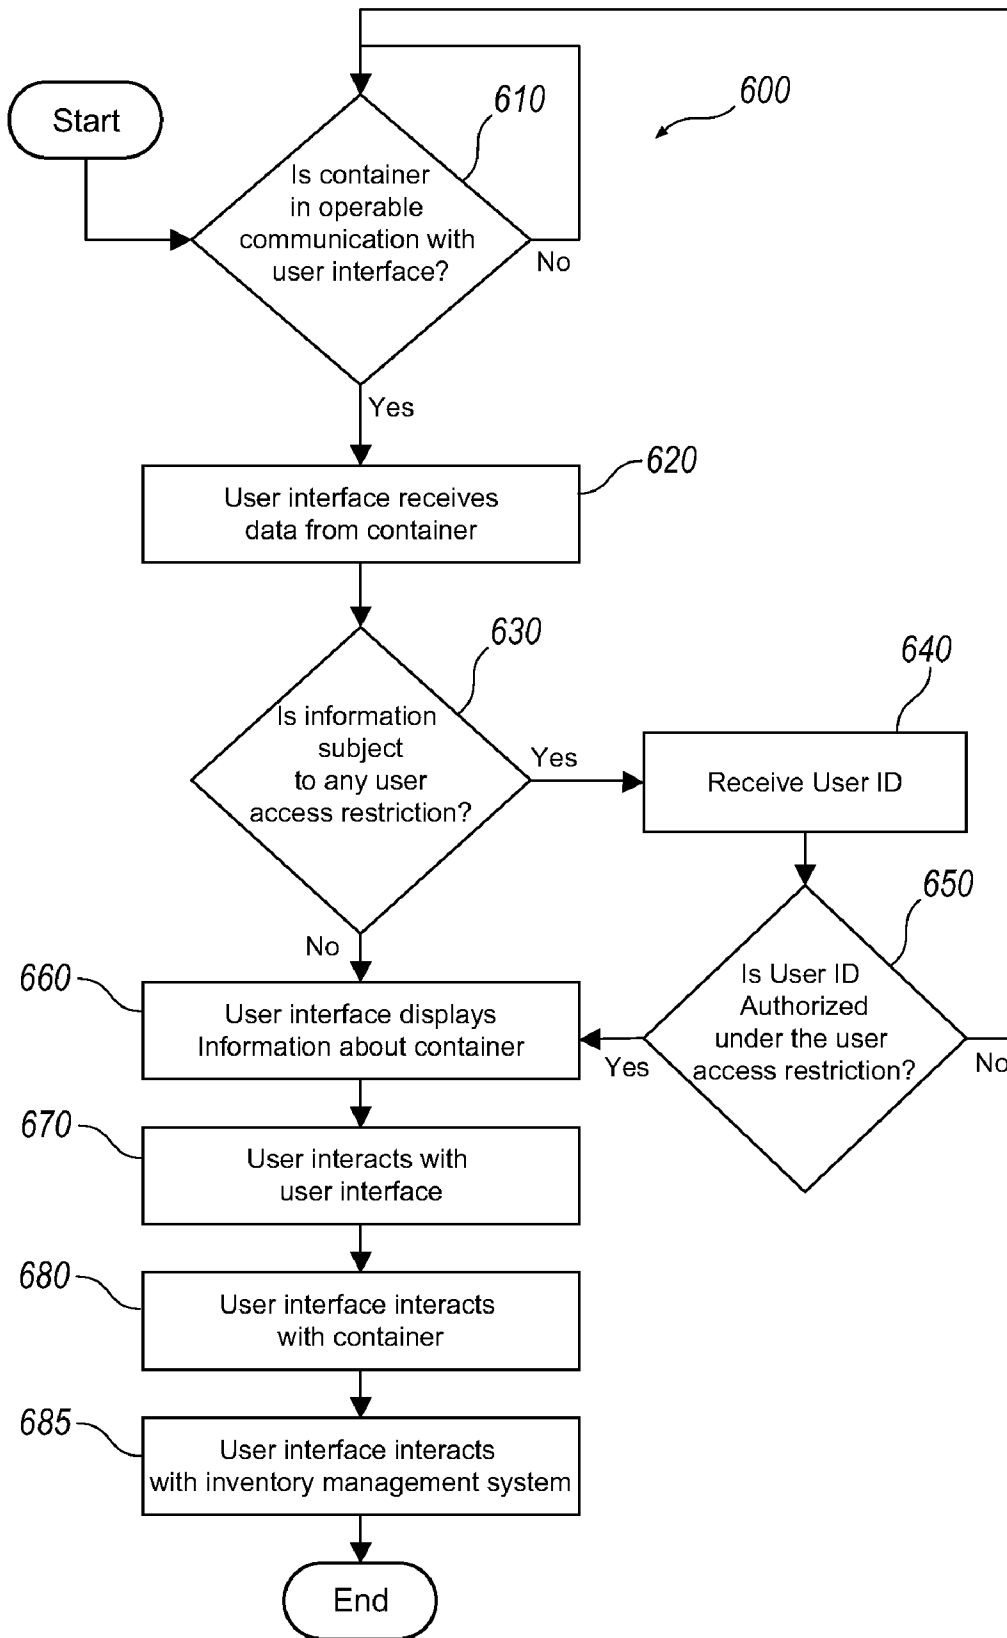 600
Start
610
Is container
in operable
communication with
user interface?
No
Yes
620
User interface receives
data from container
630
Is information
subject
to any user
access restriction?
Yes
640
Receive User ID
650
Is User ID
Authorized
under the user
access restriction?
Yes
No
No
660
User interface displays
Information about container
670
User interacts with
user interface
680
User interface interacts
with container
685
User interface interacts
with inventory management system
End